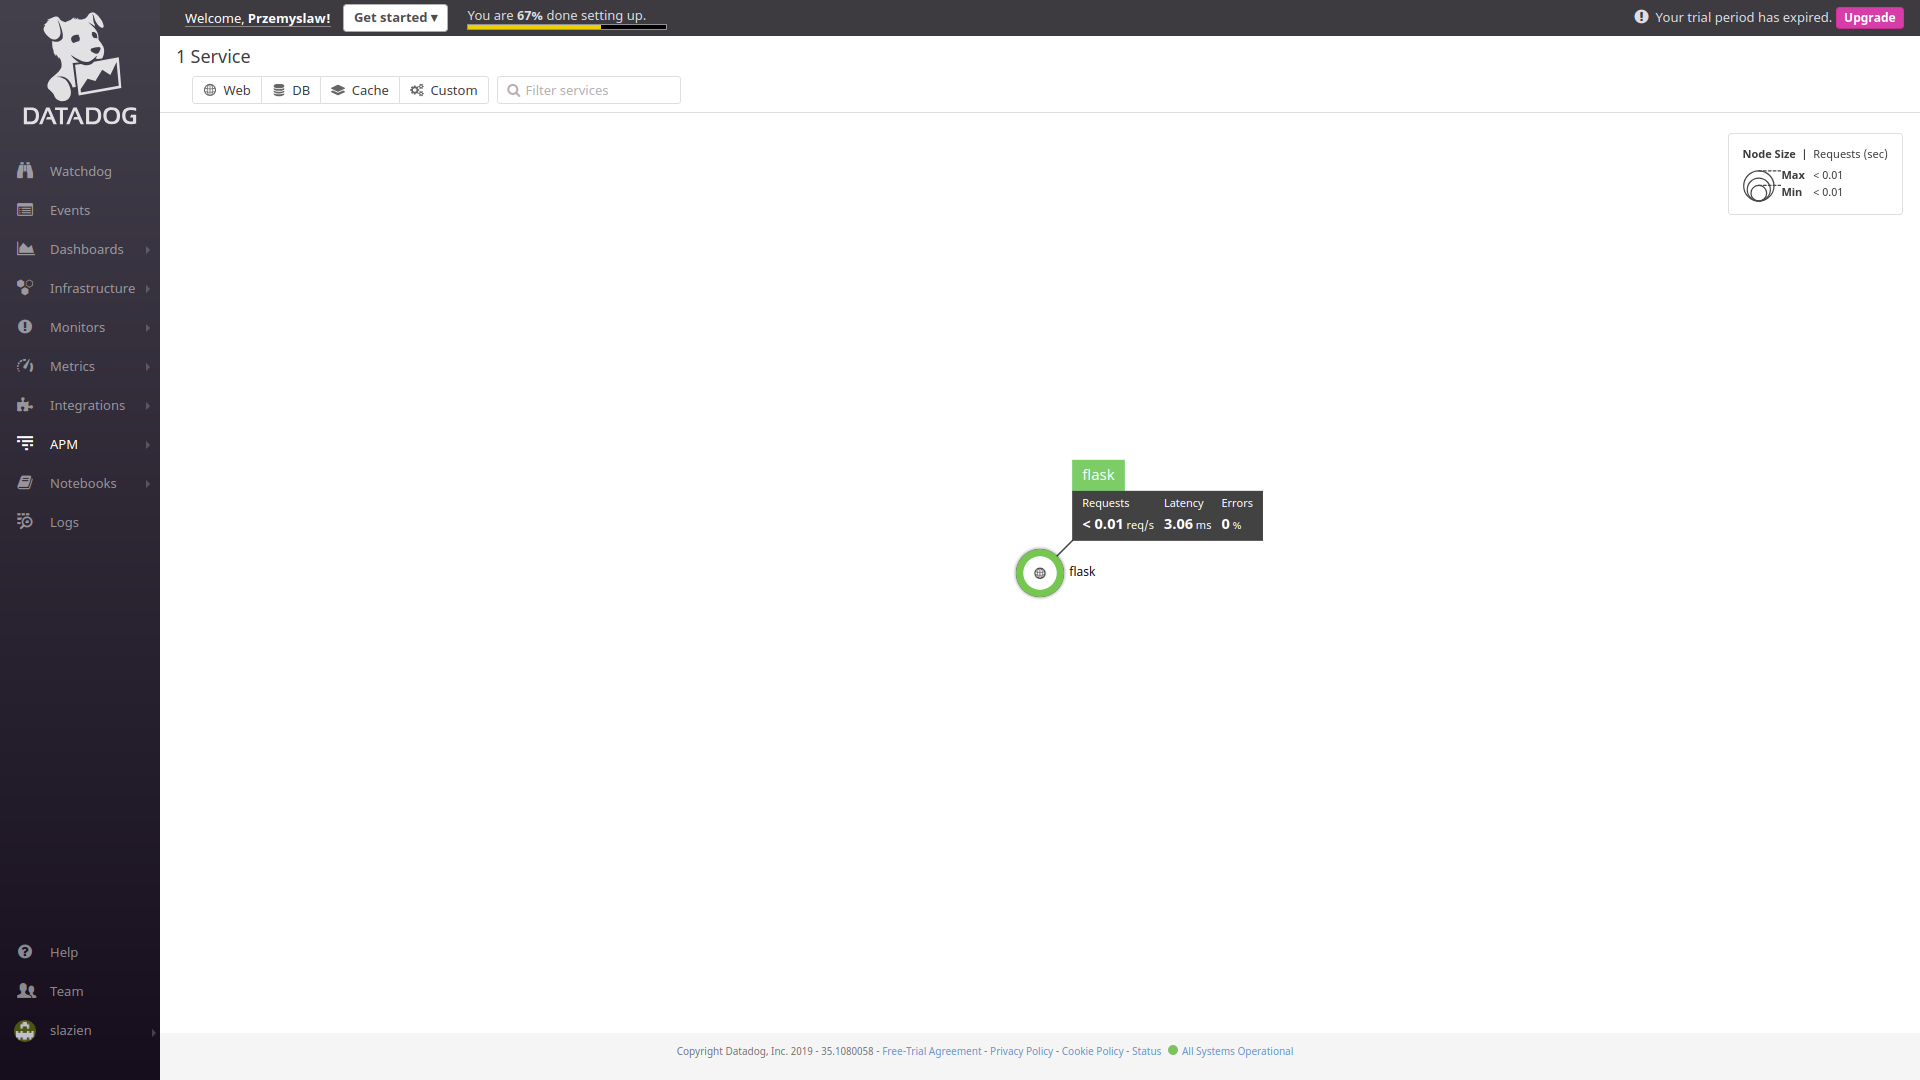 DATADOG
Watchdog
Events
Dashboards
Infrastructure
Monitors
Metrics
Integrations
APM
Notebooks
Logs
Help
Team
slazien
Welcome, Przemyslaw!
Get started ▾
You are 67% done setting up.
Your trial period has expired. Upgrade
1 Service
Web DB Cache Custom Filter services
Node Size | Requests (sec)
Max < 0.01
Min < 0.01
flask
Requests Latency Errors
< 0.01 req/s 3.06 ms 0 %
flask
Copyright Datadog, Inc. 2019 - 35.1080058 - Free-Trial Agreement - Privacy Policy - Cookie Policy - Status All Systems Operational